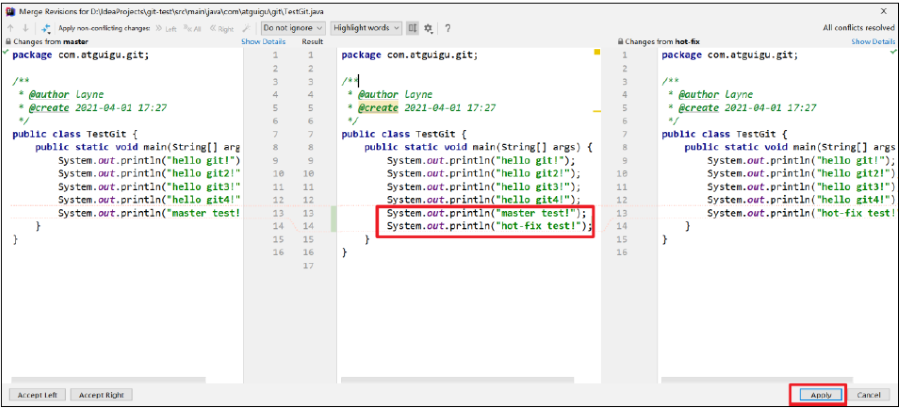 Merge Revisions for D:\IdeaProjects\git-test\src\main\java\com\atguigu\git\TestGit.java
Apply non-conflicting changes: Left All Right Do not ignore Highlight words ? All conflicts resolved
Changes from master Show Details Result Changes from hot-fix Show Details
package com.atguigu.git;
/**
* @author Layne
* @create 2021-04-01 17:27
*/
public class TestGit {
public static void main(String[] arg
System.out.println("hello git!")
System.out.println("hello git2!"
System.out.println("hello git3!"
System.out.println("hello git4!"
System.out.println("master test!
}
}
1 1
2 2
3 3
4 4
5 5
6 6
7 7
8 8
9 9
10 10
11 11
12 12
13 13
14 14
15 15
16 16
17
package com.atguigu.git;
/**
* @author Layne
* @create 2021-04-01 17:27
*/
public class TestGit {
public static void main(String[] args) {
System.out.println("hello git!");
System.out.println("hello git2!");
System.out.println("hello git3!");
System.out.println("hello git4!");
System.out.println("master test!");
System.out.println("hot-fix test!");
}
}
1
2
3
4
5
6
7
8
9
10
11
12
13
14
15
16
package com.atguigu.git;
/**
* @author Layne
* @create 2021-04-01 17:27
*/
public class TestGit {
public static void main(String[] args
System.out.println("hello git!");
System.out.println("hello git2!")
System.out.println("hello git3!")
System.out.println("hello git4!")
System.out.println("hot-fix test!
}
}
Accept Left Accept Right Apply Cancel